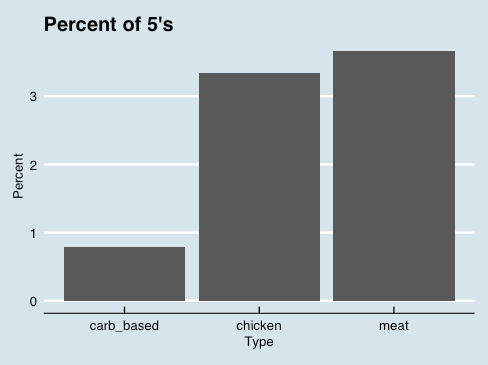 Percent of 5's
Percent
3
2
1
0
carb_based chicken meat
Type